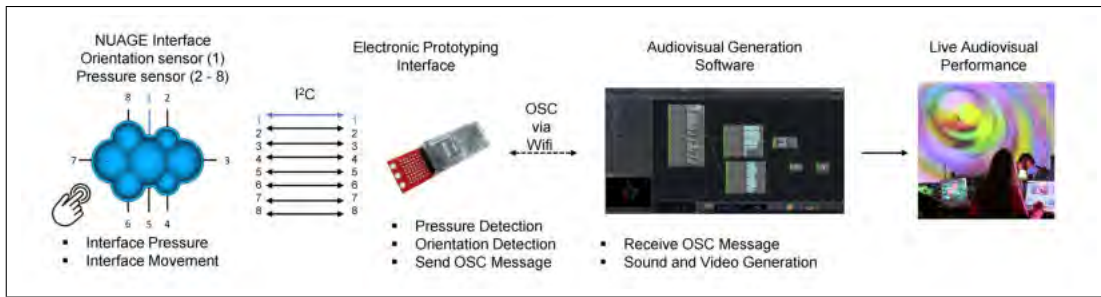 NUAGE Interface
Orientation sensor (1)
Pressure sensor (2 - 8)
8 1 2
7 3
6 5 4
▪ Interface Pressure
▪ Interface Movement
I²C
1 1
2 2
3 3
4 4
5 5
6 6
7 7
8 8
Electronic Prototyping
Interface
▪ Pressure Detection
▪ Orientation Detection
▪ Send OSC Message
OSC
via
Wifi
Audiovisual Generation
Software
▪ Receive OSC Message
▪ Sound and Video Generation
Live Audiovisual
Performance